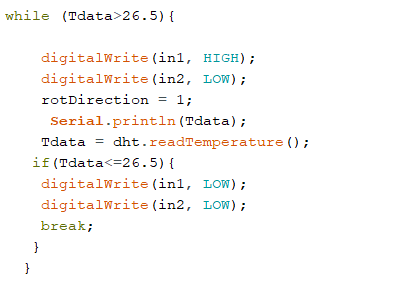 while (Tdata>26.5){
digitalWrite(in1, HIGH);
digitalWrite(in2, LOW);
rotDirection = 1;
Serial.println(Tdata);
Tdata = dht.readTemperature();
if(Tdata<=26.5){
digitalWrite(in1, LOW);
digitalWrite(in2, LOW);
break;
}
}